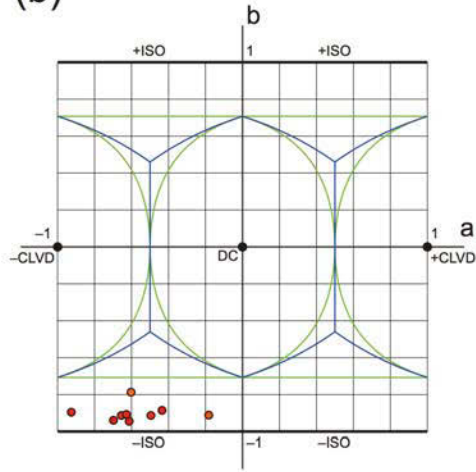 (b)
b
+ISO 1 +ISO
−1 1 a
−CLVD DC +CLVD
−ISO −1 −ISO